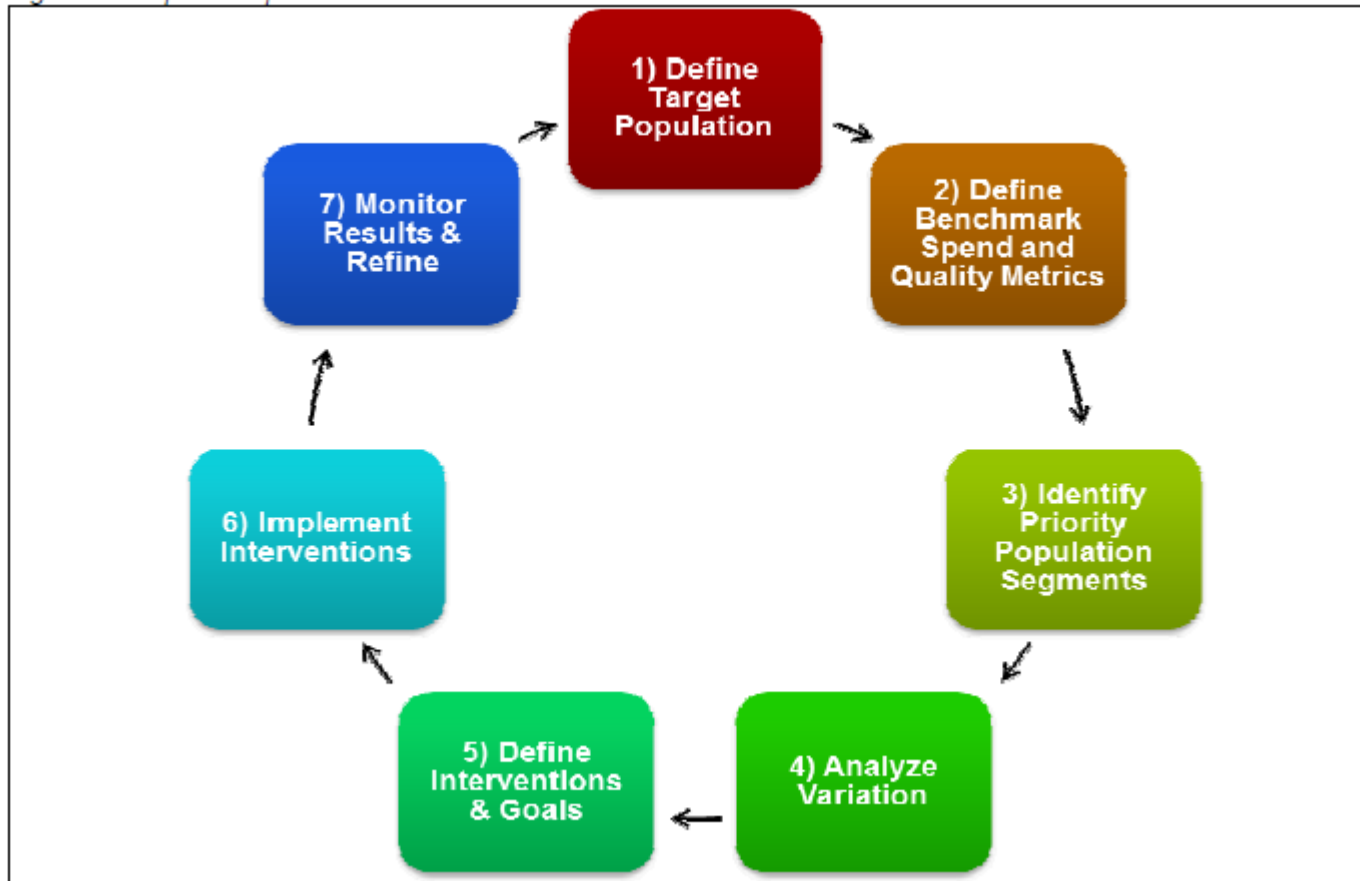 1) Define
Target
Population
2) Define
Benchmark
Spend and
Quality Metrics
3) Identify
Priority
Population
Segments
4) Analyze
Variation
5) Define
Interventions
& Goals
6) Implement
Interventions
7) Monitor
Results &
Refine